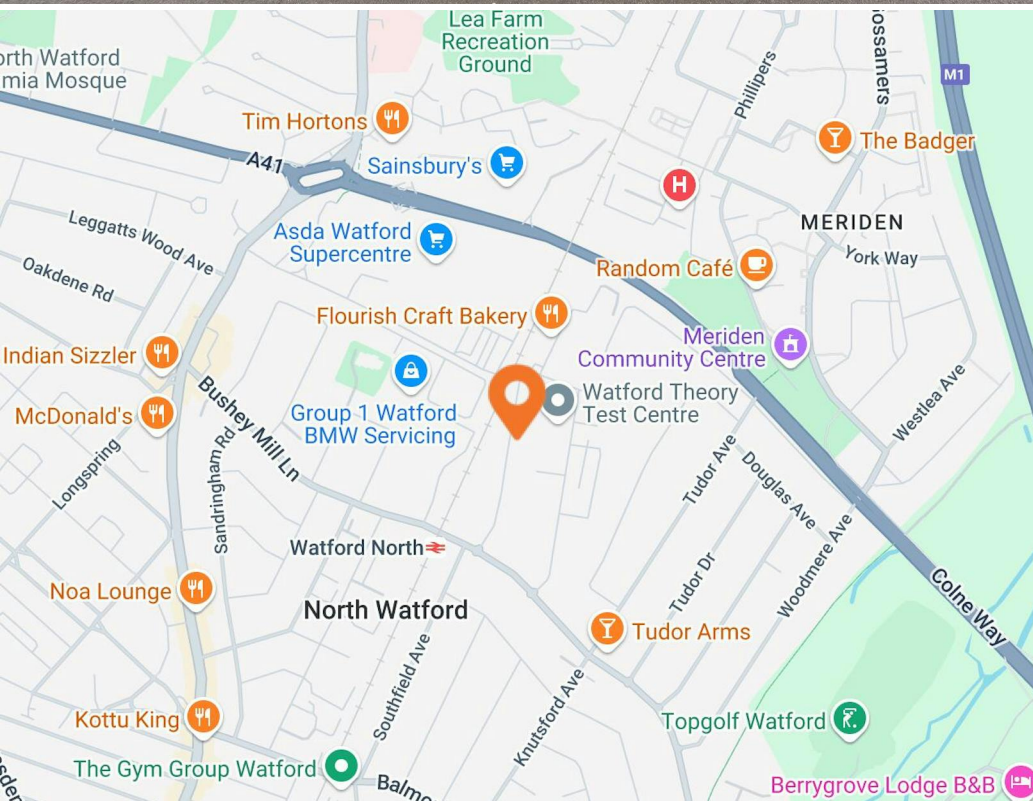 Lea Farm
Recreation
Ground
orth Watford
mia Mosque
M1
Phillipers
ossamers
Tim Hortons
The Badger
A41
Sainsbury's
H
MERIDEN
Leggatts Wood Ave
Asda Watford
Supercentre
York Way
Oakdene Rd
Random Café
Flourish Craft Bakery
Meriden
Community Centre
Indian Sizzler
Bushey Mill Ln
Watford Theory
Test Centre
Westlea Ave
McDonald's
Group 1 Watford
BMW Servicing
Longspring
Sandringham Rd
Tudor Ave
Douglas Ave
Watford North
Woodmere Ave
Noa Lounge
North Watford
Tudor Dr
Colne Way
Tudor Arms
Southfield Ave
Knutsford Ave
Kottu King
Topgolf Watford
The Gym Group Watford
Balmo
Berrygrove Lodge B&B